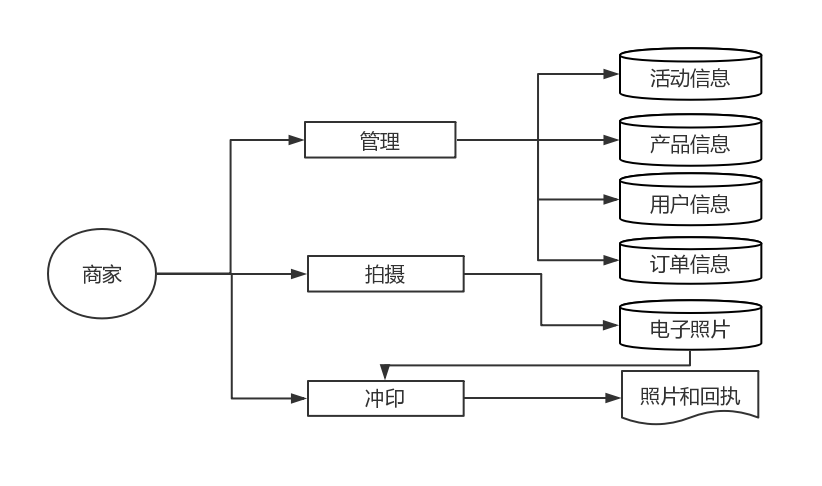 活动信息
管理
产品信息
用户信息
商家
拍摄
订单信息
电子照片
冲印
照片和回执